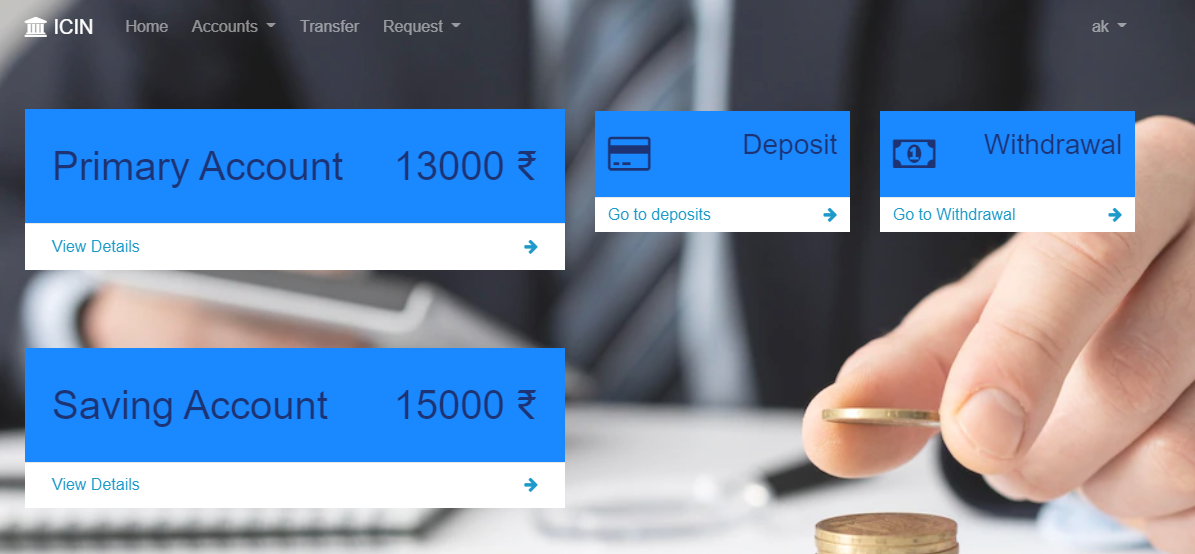 ICIN Home Accounts Transfer Request ak
Primary Account 13000 ₹
View Details
Deposit
Go to deposits
Withdrawal
Go to Withdrawal
Saving Account 15000 ₹
View Details